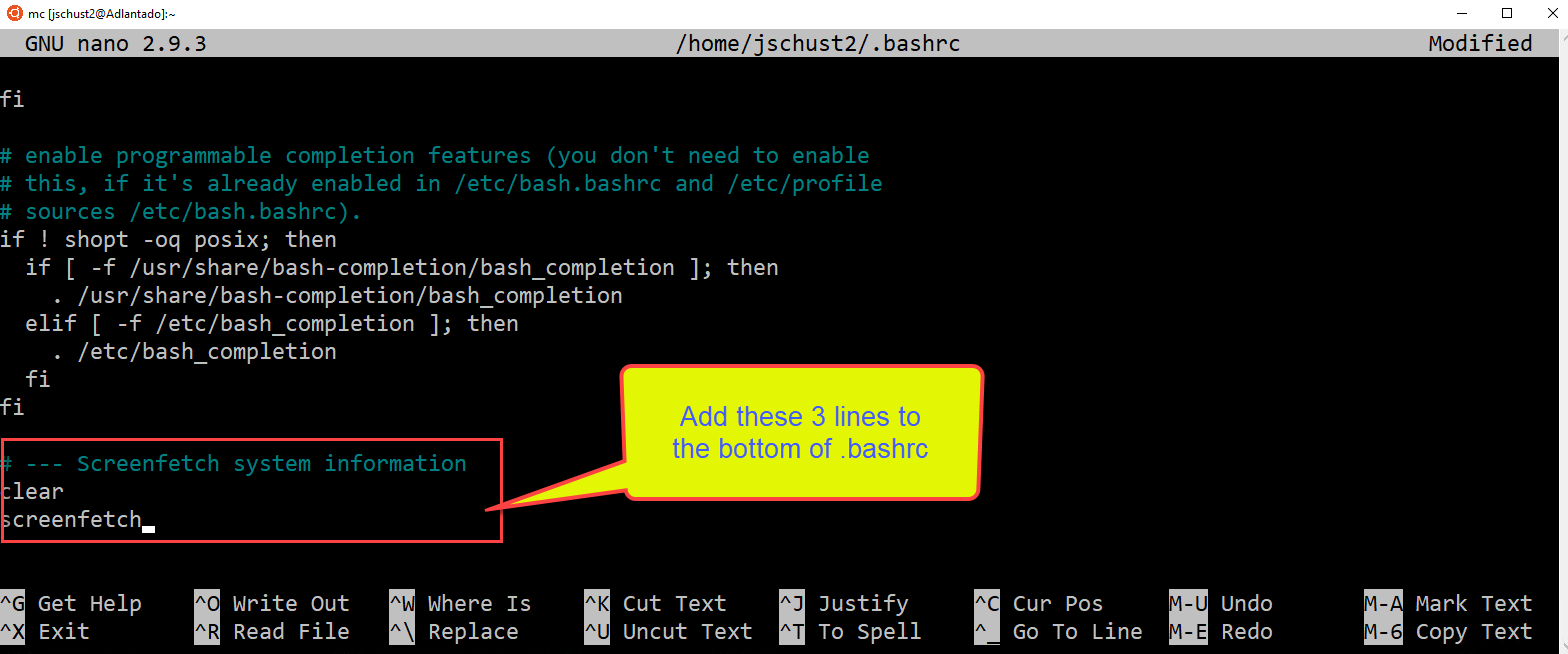 mc [jschust2@Adlantado]:~
GNU nano 2.9.3 /home/jschust2/.bashrc Modified
fi
# enable programmable completion features (you don't need to enable
# this, if it's already enabled in /etc/bash.bashrc and /etc/profile
# sources /etc/bash.bashrc).
if ! shopt -oq posix; then
  if [ -f /usr/share/bash-completion/bash_completion ]; then
    . /usr/share/bash-completion/bash_completion
  elif [ -f /etc/bash_completion ]; then
    . /etc/bash_completion
  fi
fi
Add these 3 lines to
the bottom of .bashrc
# --- Screenfetch system information
clear
screenfetch
^G Get Help ^O Write Out ^W Where Is ^K Cut Text ^J Justify ^C Cur Pos M-U Undo M-A Mark Text
^X Exit ^R Read File ^\ Replace ^U Uncut Text ^T To Spell ^_ Go To Line M-E Redo M-6 Copy Text